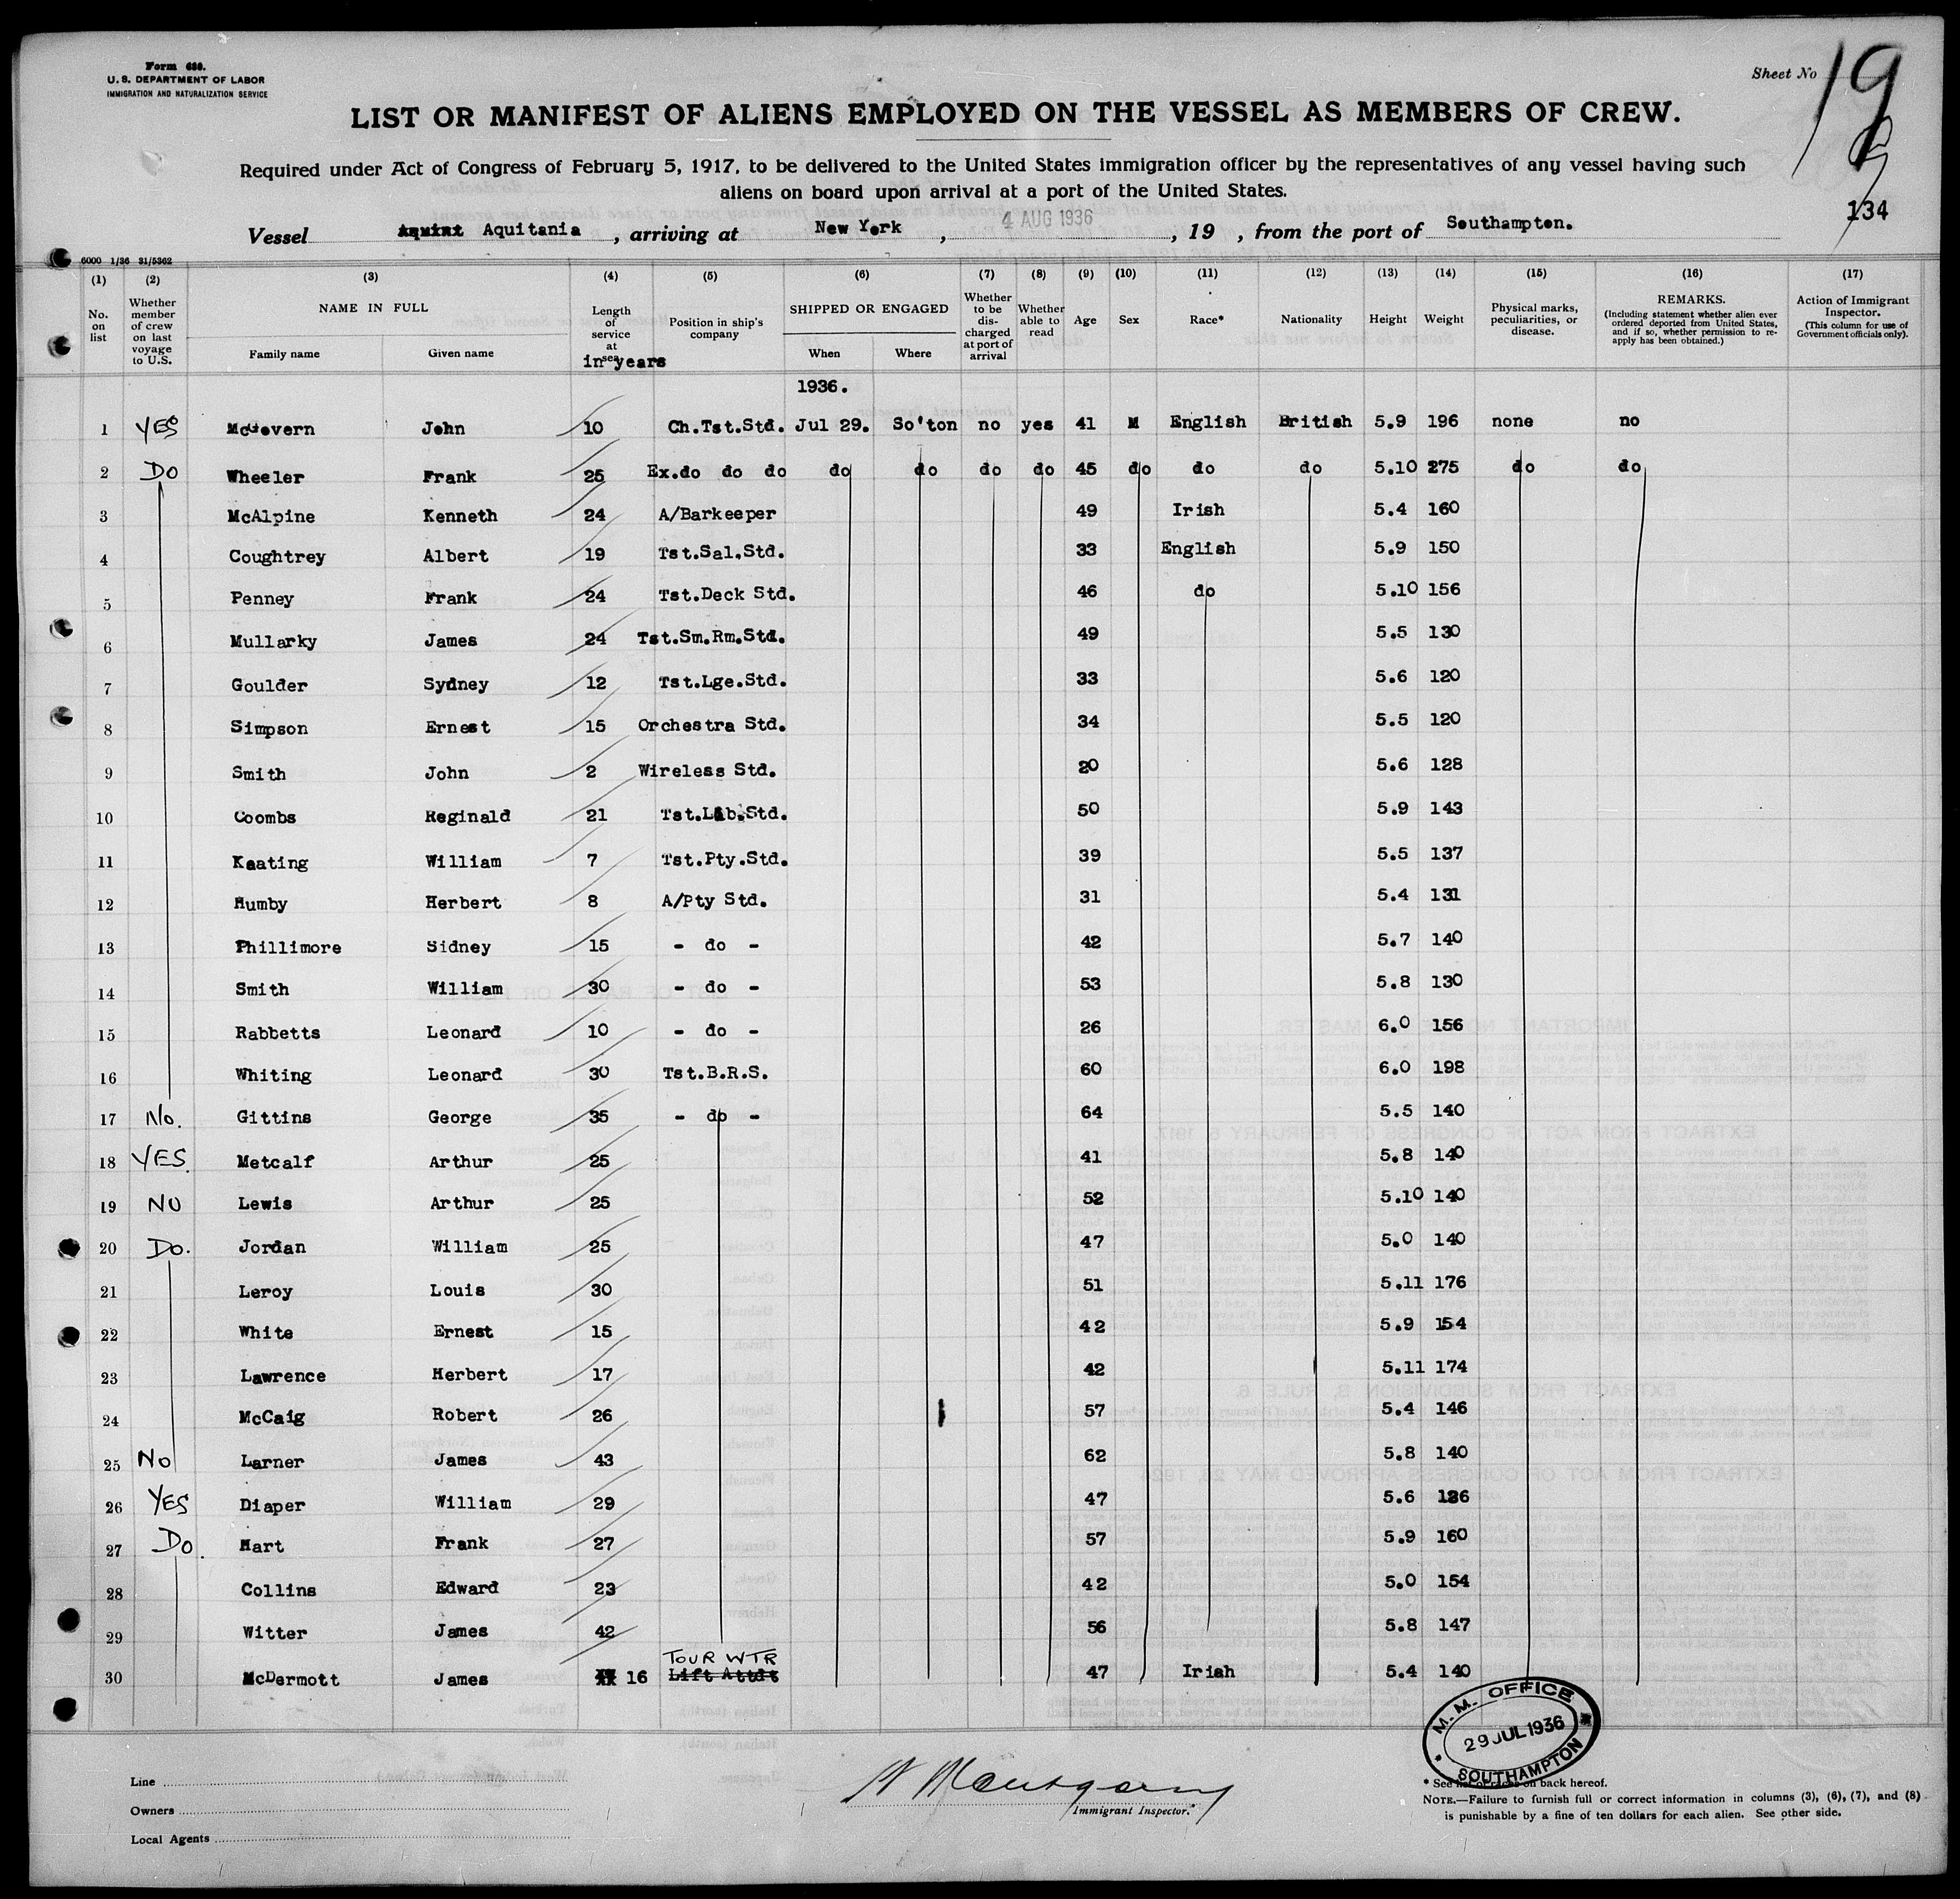 Form 689.
U. S. DEPARTMENT OF LABOR
IMMIGRATION AND NATURALIZATION SERVICE
Sheet No 19
LIST OR MANIFEST OF ALIENS EMPLOYED ON THE VESSEL AS MEMBERS OF CREW.
Required under Act of Congress of February 5, 1917, to be delivered to the United States immigration officer by the representatives of any vessel having such
aliens on board upon arrival at a port of the United States.
134
Vessel Aquitania, arriving at New York, 4 AUG 1936, 19 , from the port of Southampton.
6000 1/36 31/5362
(1) (2) (3) (4) (5) (6) (7) (8) (9) (10) (11) (12) (13) (14) (15) (16) (17)
No. on list
Whether member of crew on last voyage to U.S.
NAME IN FULL
Family name Given name
Length of service at sea
in years
Position in ship's company
SHIPPED OR ENGAGED
When Where
Whether to be discharged at port of arrival
Whether able to read
Age Sex Race* Nationality Height Weight
Physical marks, peculiarities, or disease.
REMARKS.
(Including statement whether alien ever ordered deported from United States, and if so, whether permission to re-apply has been obtained.)
Action of Immigrant Inspector.
(This column for use of Government officials only).
1936.
1 YES McGovern John 10 Ch.Tst.Std. Jul 29. So'ton no yes 41 M English British 5.9 196 none no
2 DO Wheeler Frank 25 Ex.do do do do do do do 45 do do do 5.10 275 do do
3 McAlpine Kenneth 24 A/Barkeeper 49 Irish 5.4 160
4 Coughtrey Albert 19 Tst.Sal.Std. 33 English 5.9 150
5 Penney Frank 24 Tst.Deck Std. 46 do 5.10 156
6 Mullarky James 24 Tst.Sm.Rm.Std. 49 5.5 130
7 Goulder Sydney 12 Tst.Lge.Std. 33 5.6 120
8 Simpson Ernest 15 Orchestra Std. 34 5.5 120
9 Smith John 2 Wireless Std. 20 5.6 128
10 Coombs Reginald 21 Tst.Lib.Std. 50 5.9 143
11 Keating William 7 Tst.Pty.Std. 39 5.5 137
12 Humby Herbert 8 A/Pty Std. 31 5.4 131
13 Phillimore Sidney 15 - do - 42 5.7 140
14 Smith William 30 - do - 53 5.8 130
15 Rabbetts Leonard 10 - do - 26 6.0 156
16 Whiting Leonard 30 Tst.B.R.S. 60 6.0 198
17 No. Gittins George 35 - do - 64 5.5 140
18 YES. Metcalf Arthur 25 41 5.8 140
19 NO Lewis Arthur 25 52 5.10 140
20 Do. Jordan William 25 47 5.0 140
21 Leroy Louis 30 51 5.11 176
22 White Ernest 15 42 5.9 154
23 Lawrence Herbert 17 42 5.11 174
24 McCaig Robert 26 57 5.4 146
25 No Larner James 43 62 5.8 140
26 YES Diaper William 29 47 5.6 126
27 Do. Hart Frank 27 57 5.9 160
28 Collins Edward 23 42 5.0 154
29 Witter James 42 56 5.8 147
TOUR WTR
30 McDermott James 16 Lift Attdt 47 Irish 5.4 140
M. M. OFFICE
29 JUL 1936
SOUTHAMPTON
Line
Owners
Local Agents
Immigrant Inspector.
* See list of races on back hereof.
NOTE.—Failure to furnish full or correct information in columns (3), (6), (7), and (8)
is punishable by a fine of ten dollars for each alien. See other side.